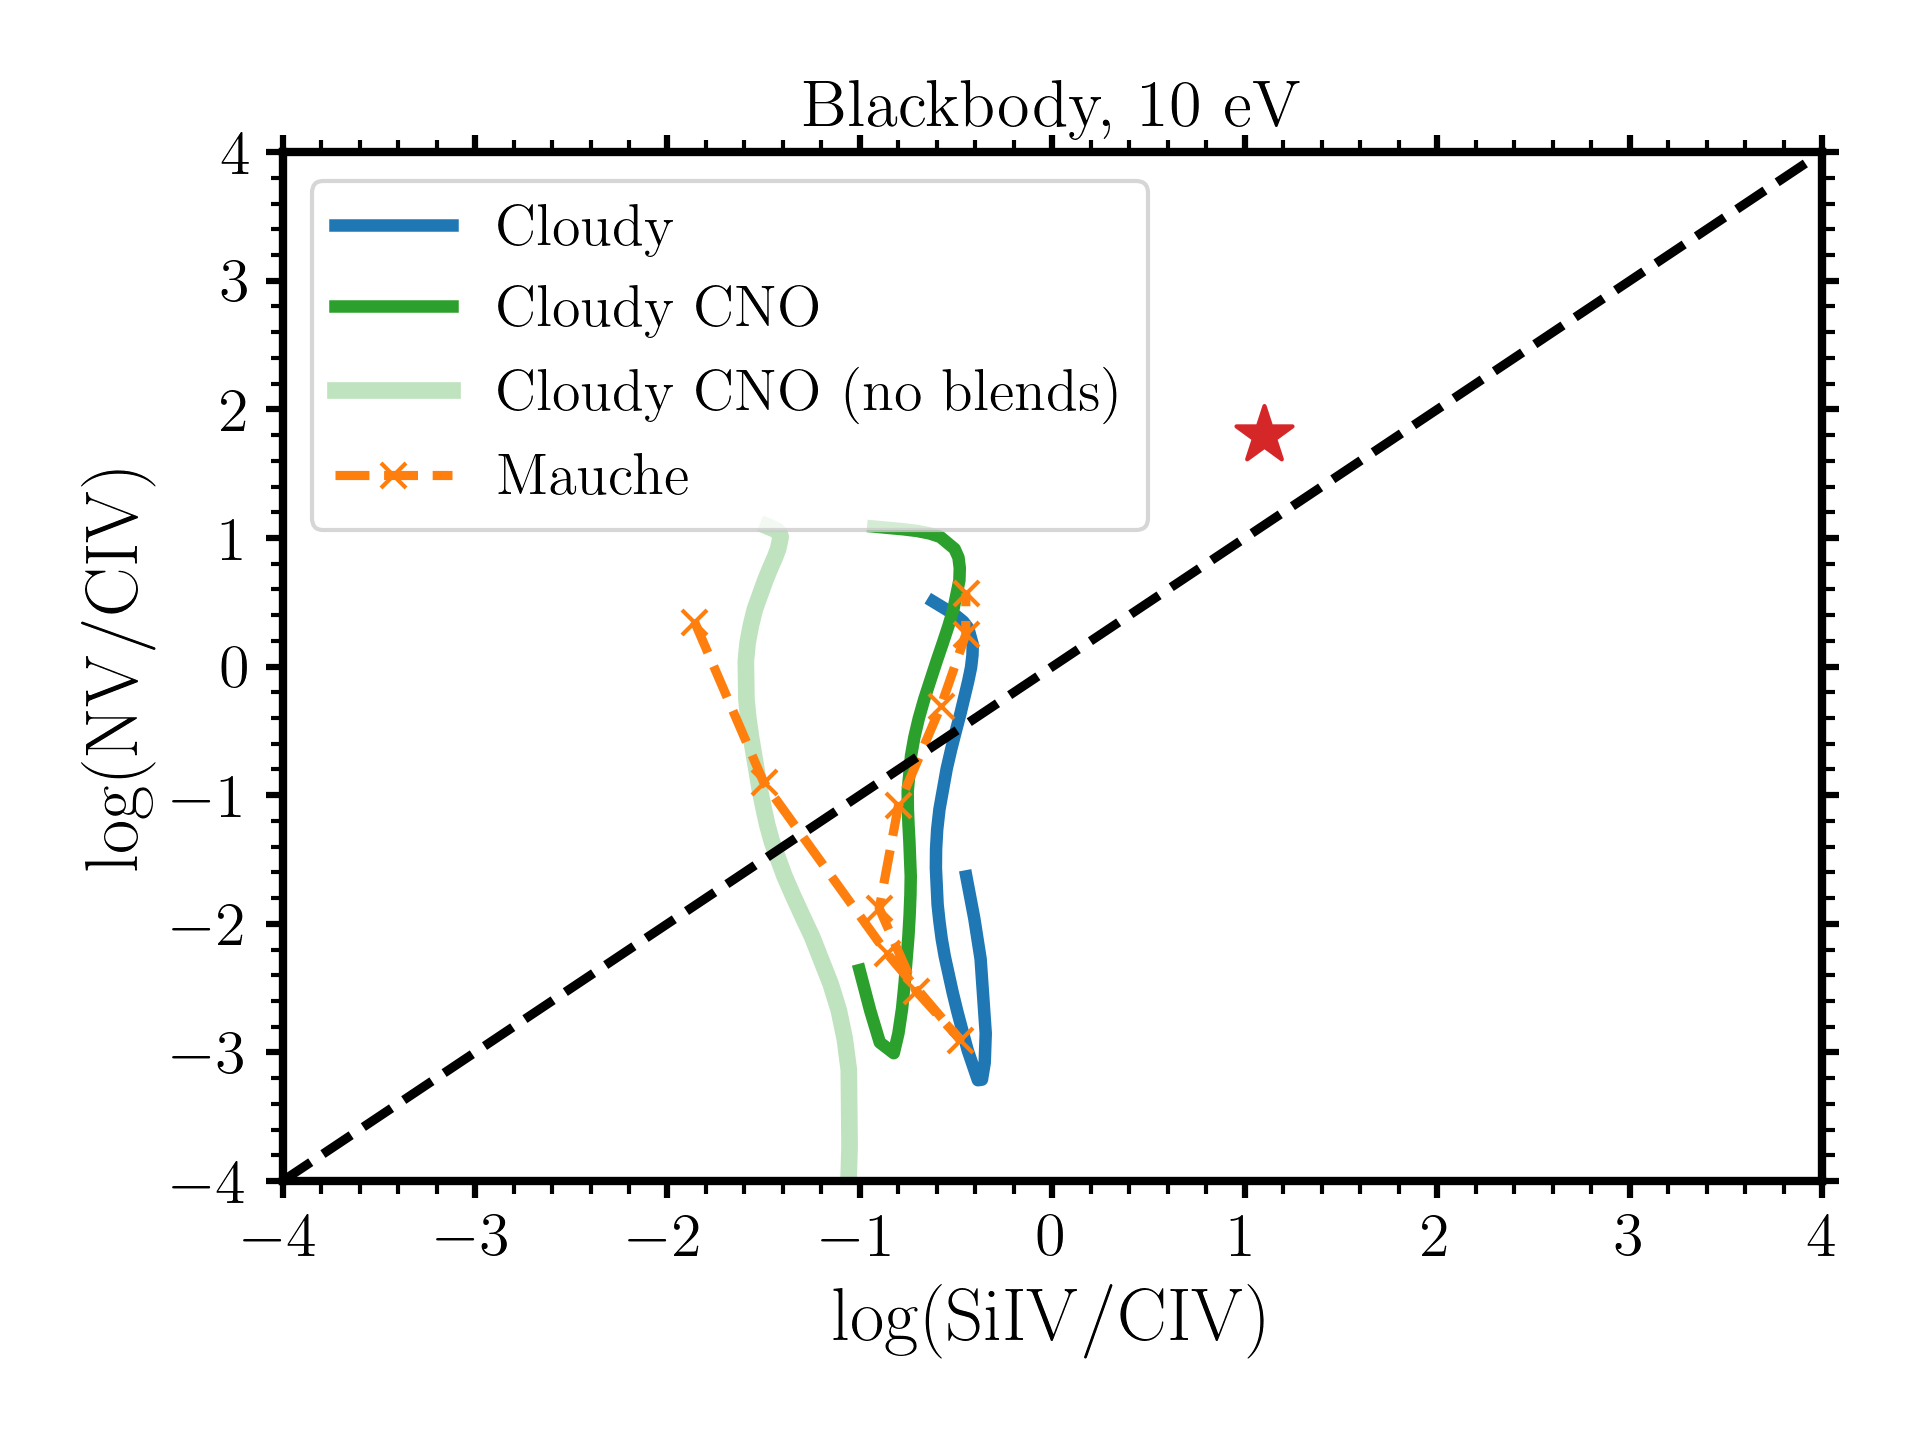 Blackbody, 10 eV
Cloudy
Cloudy CNO
Cloudy CNO (no blends)
Mauche
4
3
2
1
0
−1
−2
−3
−4
log(NV/CIV)
−4 −3 −2 −1 0 1 2 3 4
log(SiIV/CIV)